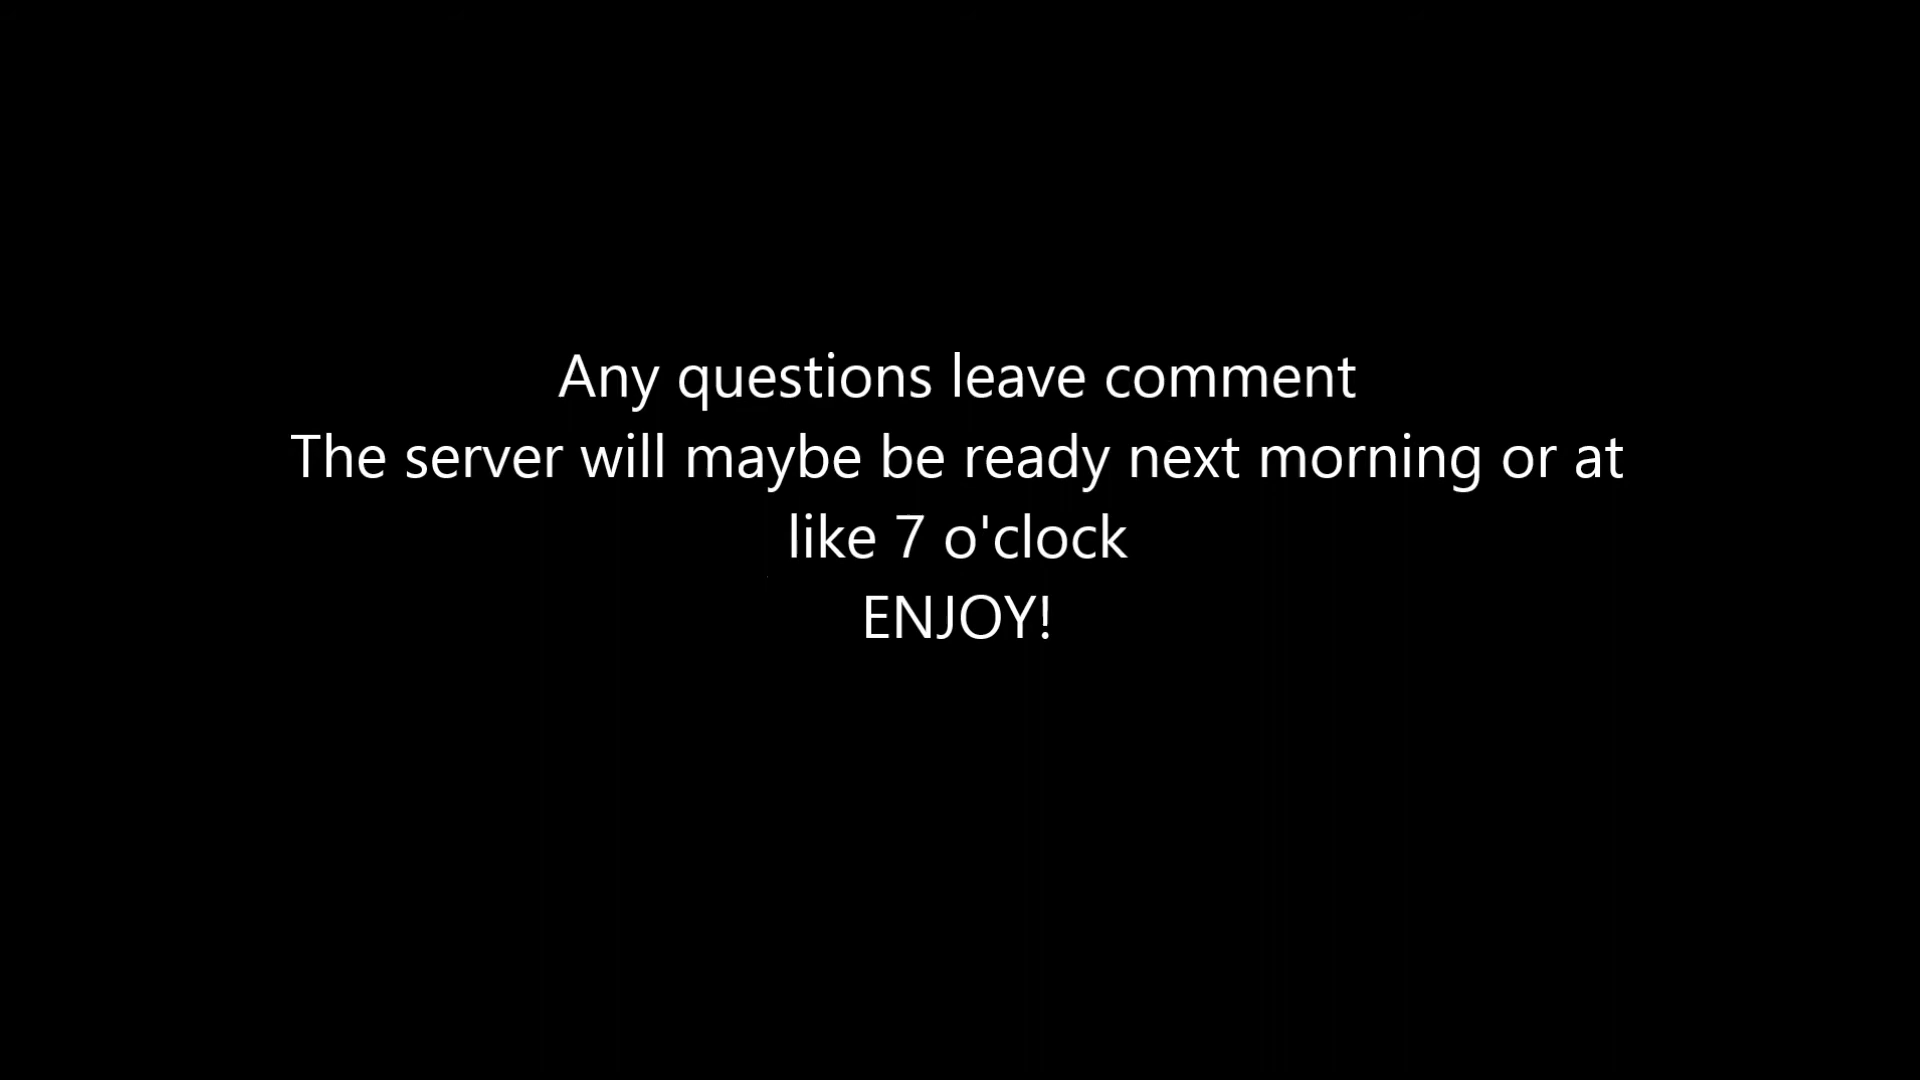 Any questions leave comment
The server will maybe be ready next morning or at
like 7 o'clock
ENJOY!